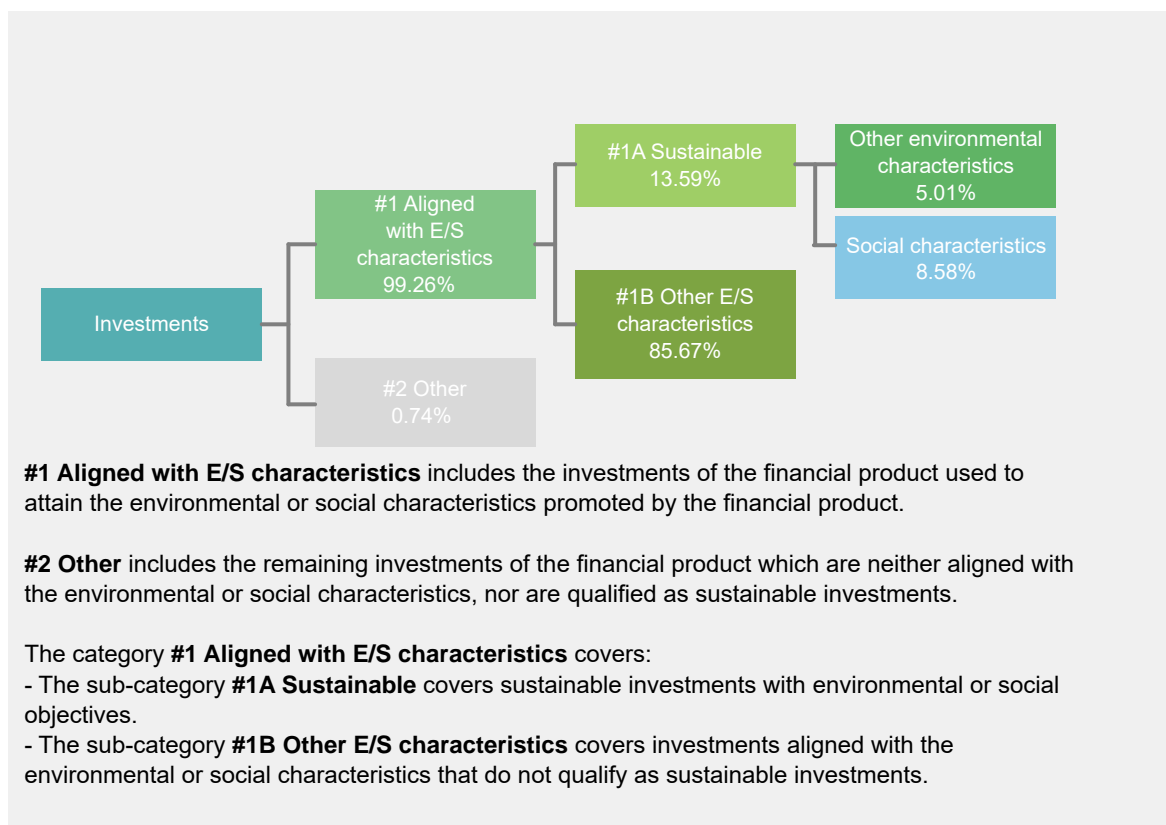 Investments
#1 Aligned
with E/S
characteristics
99.26%
#2 Other
0.74%
#1A Sustainable
13.59%
#1B Other E/S
characteristics
85.67%
Other environmental
characteristics
5.01%
Social characteristics
8.58%
#1 Aligned with E/S characteristics includes the investments of the financial product used to
attain the environmental or social characteristics promoted by the financial product.
#2 Other includes the remaining investments of the financial product which are neither aligned with
the environmental or social characteristics, nor are qualified as sustainable investments.
The category #1 Aligned with E/S characteristics covers:
- The sub-category #1A Sustainable covers sustainable investments with environmental or social
objectives.
- The sub-category #1B Other E/S characteristics covers investments aligned with the
environmental or social characteristics that do not qualify as sustainable investments.